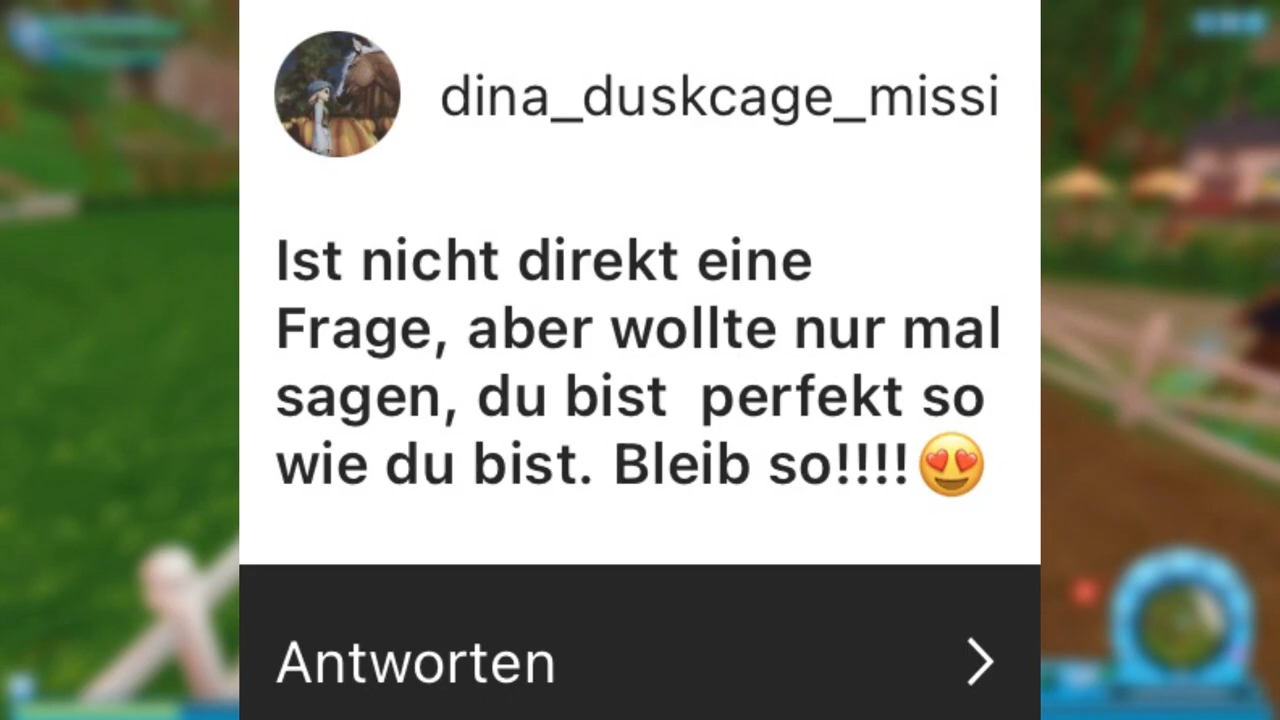 dina_duskcage_missi
Ist nicht direkt eine
Frage, aber wollte nur mal
sagen, du bist  perfekt so
wie du bist. Bleib so!!!!😍
Antworten